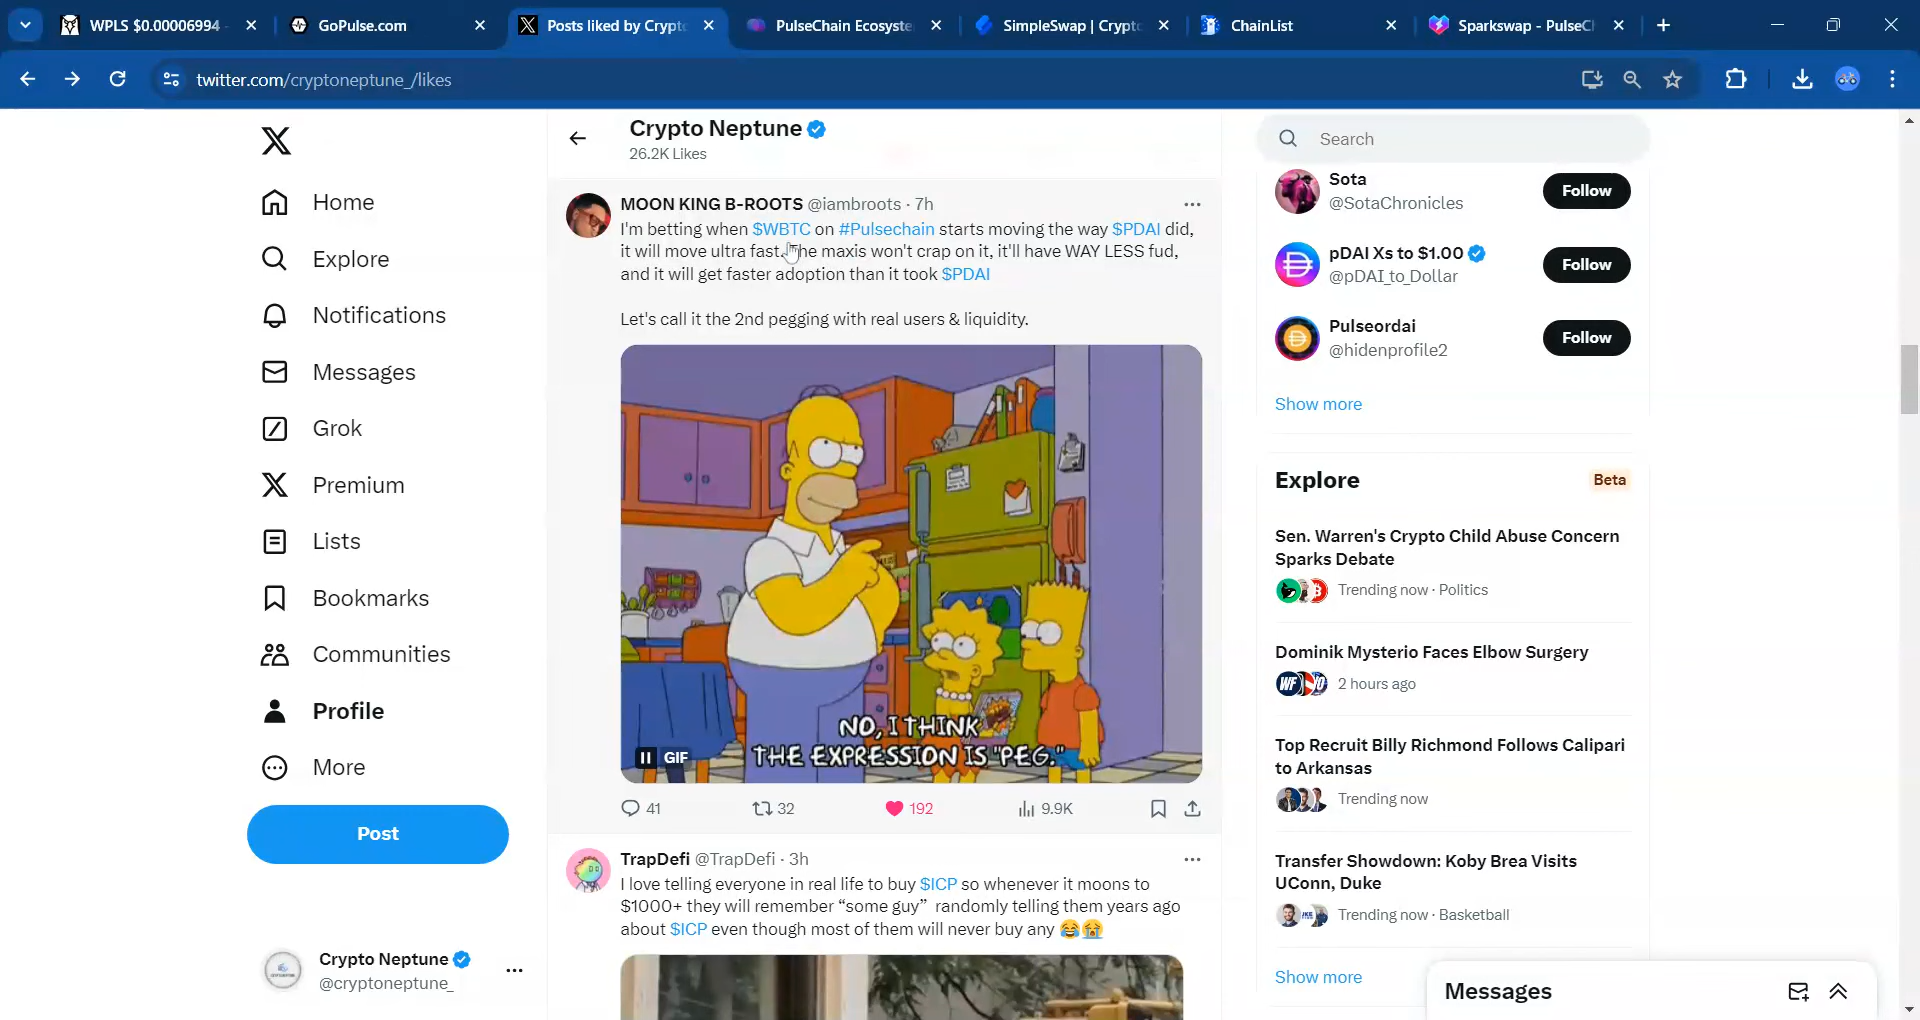 WPLS $0.00006994
GoPulse.com
Posts liked by Crypt
PulseChain Ecosyste
SimpleSwap | Crypt
ChainList
Sparkswap - PulseC
twitter.com/cryptoneptune_/likes
Home
Explore
Notifications
Messages
Grok
Premium
Lists
Bookmarks
Communities
Profile
More
Post
Crypto Neptune
@cryptoneptune_
Crypto Neptune
26.2K Likes
MOON KING B-ROOTS @iambroots · 7h
I'm betting when $WBTC on #Pulsechain starts moving the way $PDAI did,
it will move ultra fast. The maxis won't crap on it, it'll have WAY LESS fud,
and it will get faster adoption than it took $PDAI
Let's call it the 2nd pegging with real users & liquidity.
NO, I THINK
THE EXPRESSION IS "PEG."
GIF
41
32
192
9.9K
TrapDefi @TrapDefi · 3h
I love telling everyone in real life to buy $ICP so whenever it moons to
$1000+ they will remember “some guy” randomly telling them years ago
about $ICP even though most of them will never buy any 😂😭
Search
Sota
@SotaChronicles
Follow
pDAI Xs to $1.00
@pDAI_to_Dollar
Follow
Pulseordai
@hidenprofile2
Follow
Show more
Explore
Beta
Sen. Warren's Crypto Child Abuse Concern
Sparks Debate
Trending now · Politics
Dominik Mysterio Faces Elbow Surgery
2 hours ago
Top Recruit Billy Richmond Follows Calipari
to Arkansas
Trending now
Transfer Showdown: Koby Brea Visits
UConn, Duke
Trending now · Basketball
Show more
Messages